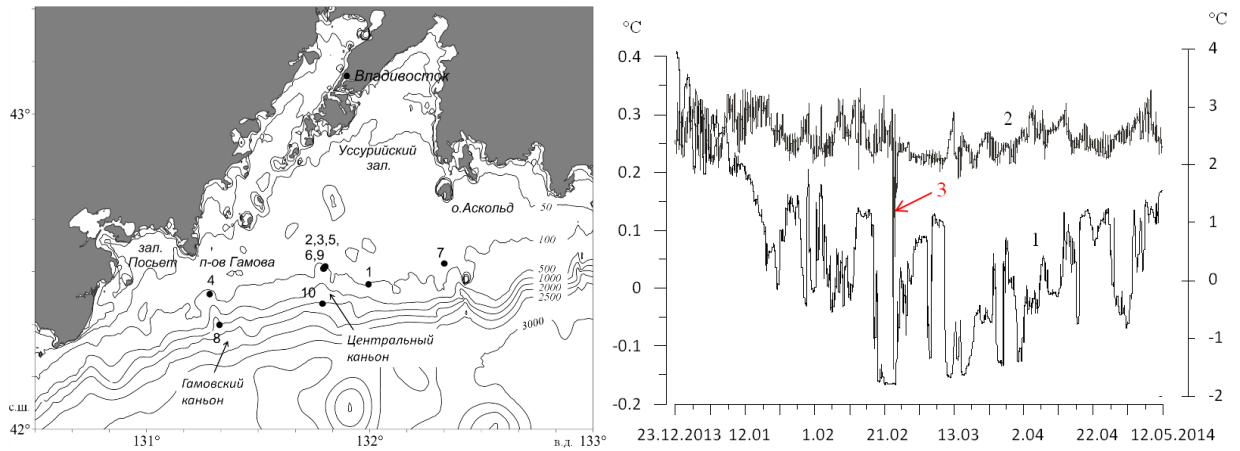 43°
42°
с.ш.
131°
132
в.д.
133°
Владивосток
Уссурийский
зал.
о.Аскольд
50
зал.
Посьет
п-ов Гамова
2,3,5,
6,9
7
100
4
1
500
1000
2000
2500
10
3000
8
Центральный
каньон
Гамовский
каньон
°C
°C
0.4
0.3
0.2
0.1
0
-0.1
-0.2
4
3
2
1
0
-1
-2
2
3
1
23.12.2013 12.01 1.02 21.02 13.03 2.04 22.04 12.05.2014